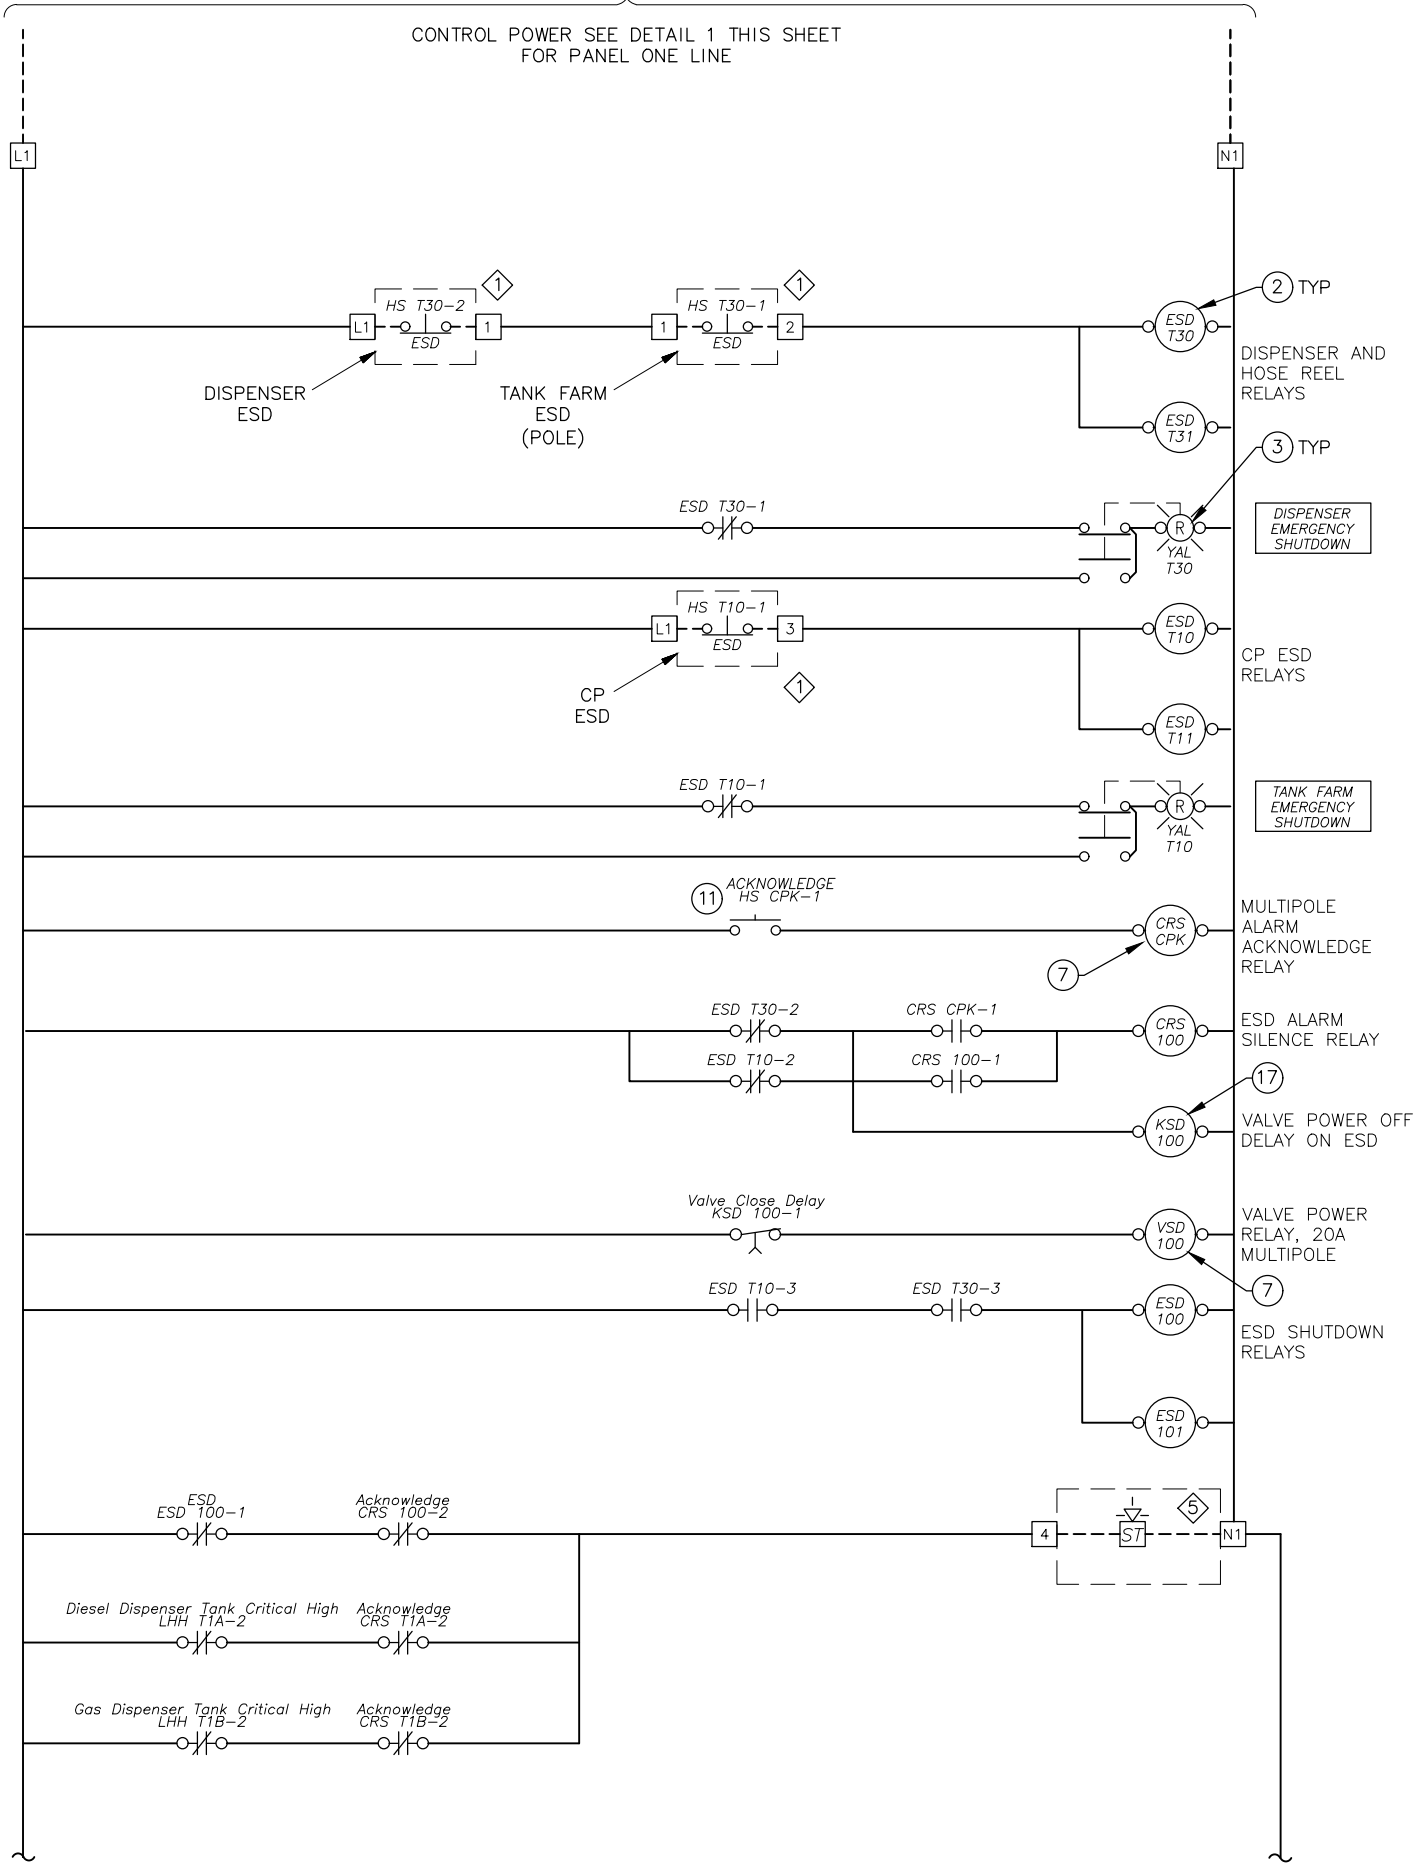 CONTROL POWER SEE DETAIL 1 THIS SHEET
FOR PANEL ONE LINE
L1
N1
HS T30-2
1
L1
1
ESD
DISPENSER
ESD
HS T30-1
1
1
2
ESD
TANK FARM
ESD
(POLE)
2 TYP
ESD
T30
DISPENSER AND
HOSE REEL
RELAYS
ESD
T31
3 TYP
ESD T30-1
R
YAL
T30
DISPENSER
EMERGENCY
SHUTDOWN
HS T10-1
L1
3
ESD
1
CP
ESD
ESD
T10
CP ESD
RELAYS
ESD
T11
ESD T10-1
R
YAL
T10
TANK FARM
EMERGENCY
SHUTDOWN
11
ACKNOWLEDGE
HS CPK-1
CRS
CPK
7
MULTIPOLE
ALARM
ACKNOWLEDGE
RELAY
ESD T30-2
CRS CPK-1
CRS
100
ESD ALARM
SILENCE RELAY
ESD T10-2
CRS 100-1
17
KSD
100
VALVE POWER OFF
DELAY ON ESD
Valve Close Delay
KSD 100-1
VSD
100
VALVE POWER
RELAY, 20A
MULTIPOLE
7
ESD T10-3
ESD T30-3
ESD
100
ESD SHUTDOWN
RELAYS
ESD
101
ESD
ESD 100-1
Acknowledge
CRS 100-2
4
ST
5
N1
Diesel Dispenser Tank Critical High
LHH T1A-2
Acknowledge
CRS T1A-2
Gas Dispenser Tank Critical High
LHH T1B-2
Acknowledge
CRS T1B-2